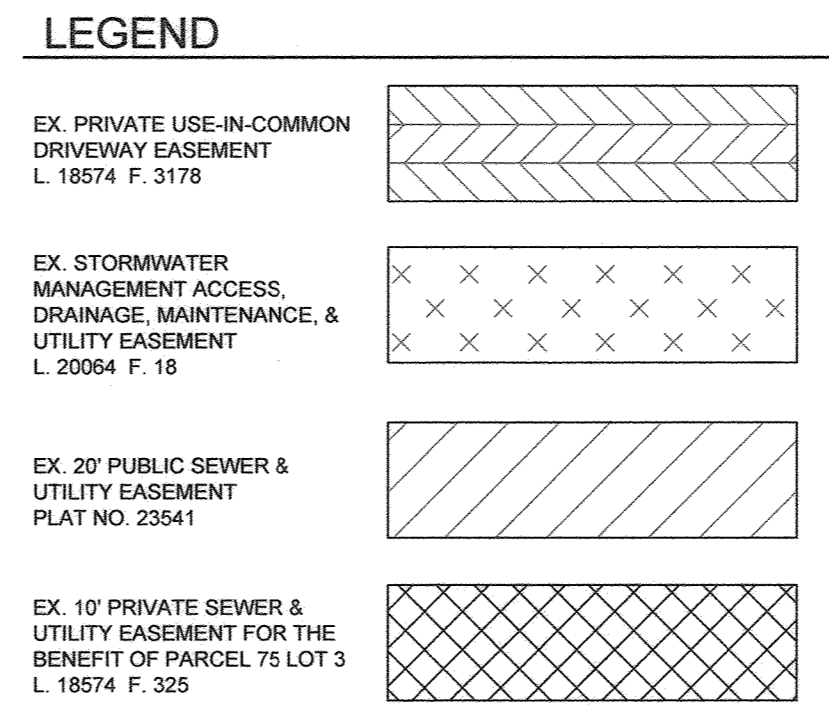 LEGEND
EX. PRIVATE USE-IN-COMMON
DRIVEWAY EASEMENT
L. 18574 F. 3178
EX. STORMWATER
MANAGEMENT ACCESS,
DRAINAGE, MAINTENANCE, &
UTILITY EASEMENT
L. 20064 F. 18
EX. 20' PUBLIC SEWER &
UTILITY EASEMENT
PLAT NO. 23541
EX. 10' PRIVATE SEWER &
UTILITY EASEMENT FOR THE
BENEFIT OF PARCEL 75 LOT 3
L. 18574 F. 325